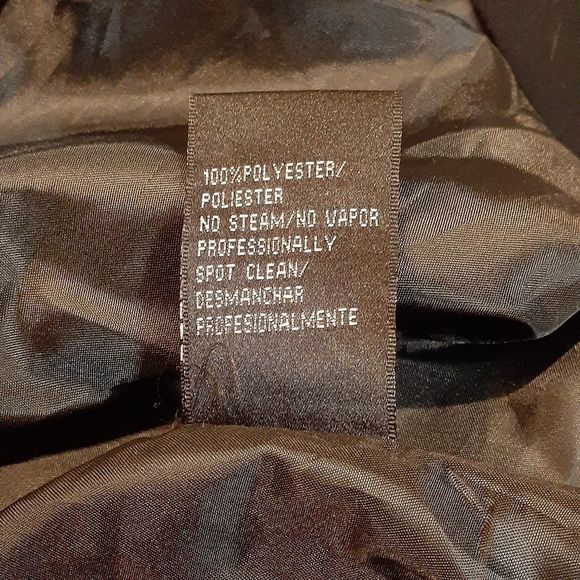 100%POLYESTER/
POLIESTER
NO STEAM/NO VAPOR
PROFESSIONALLY
SPOT CLEAN/
DESMANCHAR
PROFESIONALMENTE